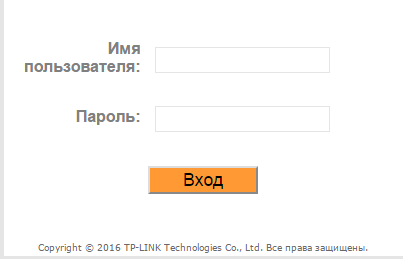 Имя
пользователя:
Пароль:
Вход
Copyright © 2016 TP-LINK Technologies Co., Ltd. Все права защищены.